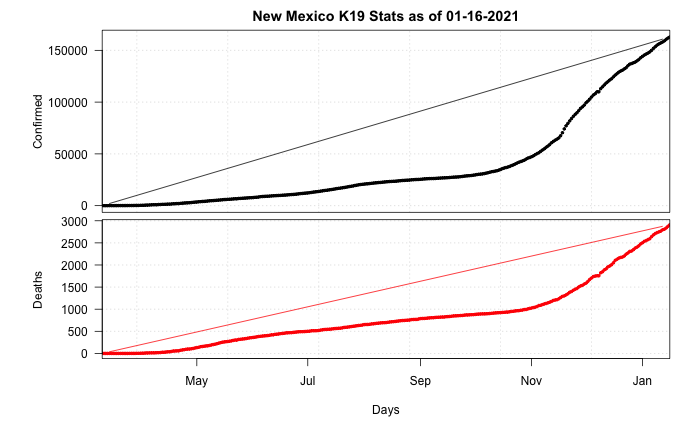 New Mexico K19 Stats as of 01-16-2021
Confirmed
150000
100000
50000
0
Deaths
3000
2500
2000
1500
1000
500
0
May Jul Sep Nov Jan
Days